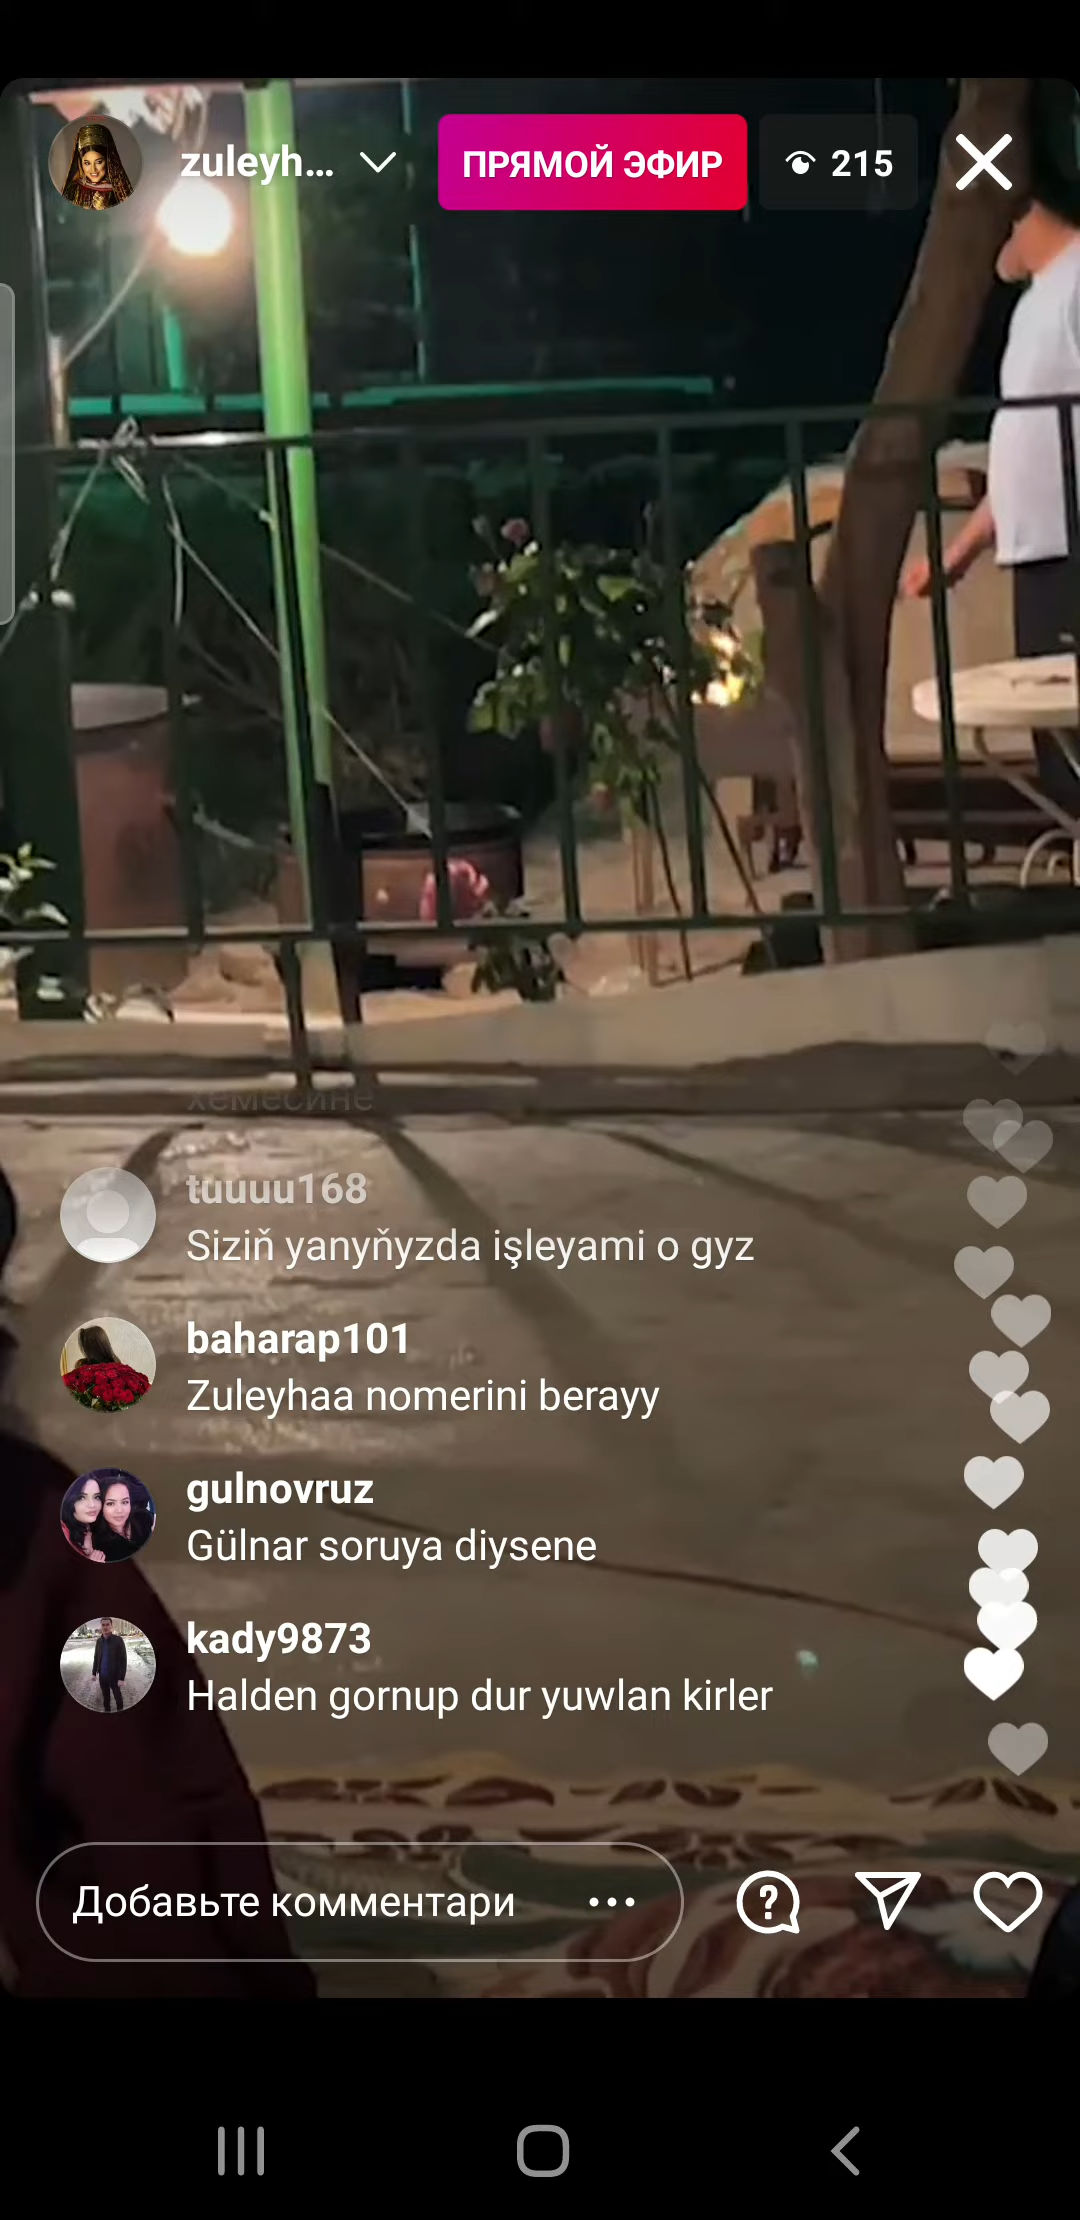 zuleyh...
ПРЯМОЙ ЭФИР
215
хемесине
tuuuu168
Siziň yanyňyzda işleyami o gyz
baharap101
Zuleyhaa nomerini berayy
gulnovruz
Gülnar soruya diysene
kady9873
Halden gornup dur yuwlan kirler
Добавьте комментари